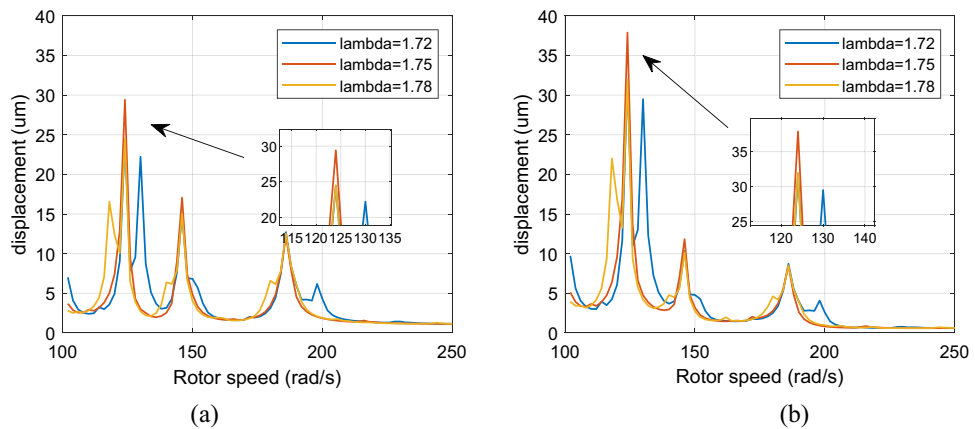 40
35
30
25
20
15
10
5
0
displacement (um)
100 150 200 250
Rotor speed (rad/s)
lambda=1.72
lambda=1.75
lambda=1.78
30
25
20
115 120 125 130 135
(a)
40
35
30
25
20
15
10
5
0
displacement (um)
100 150 200 250
Rotor speed (rad/s)
lambda=1.72
lambda=1.75
lambda=1.78
35
30
25
120 130 140
(b)